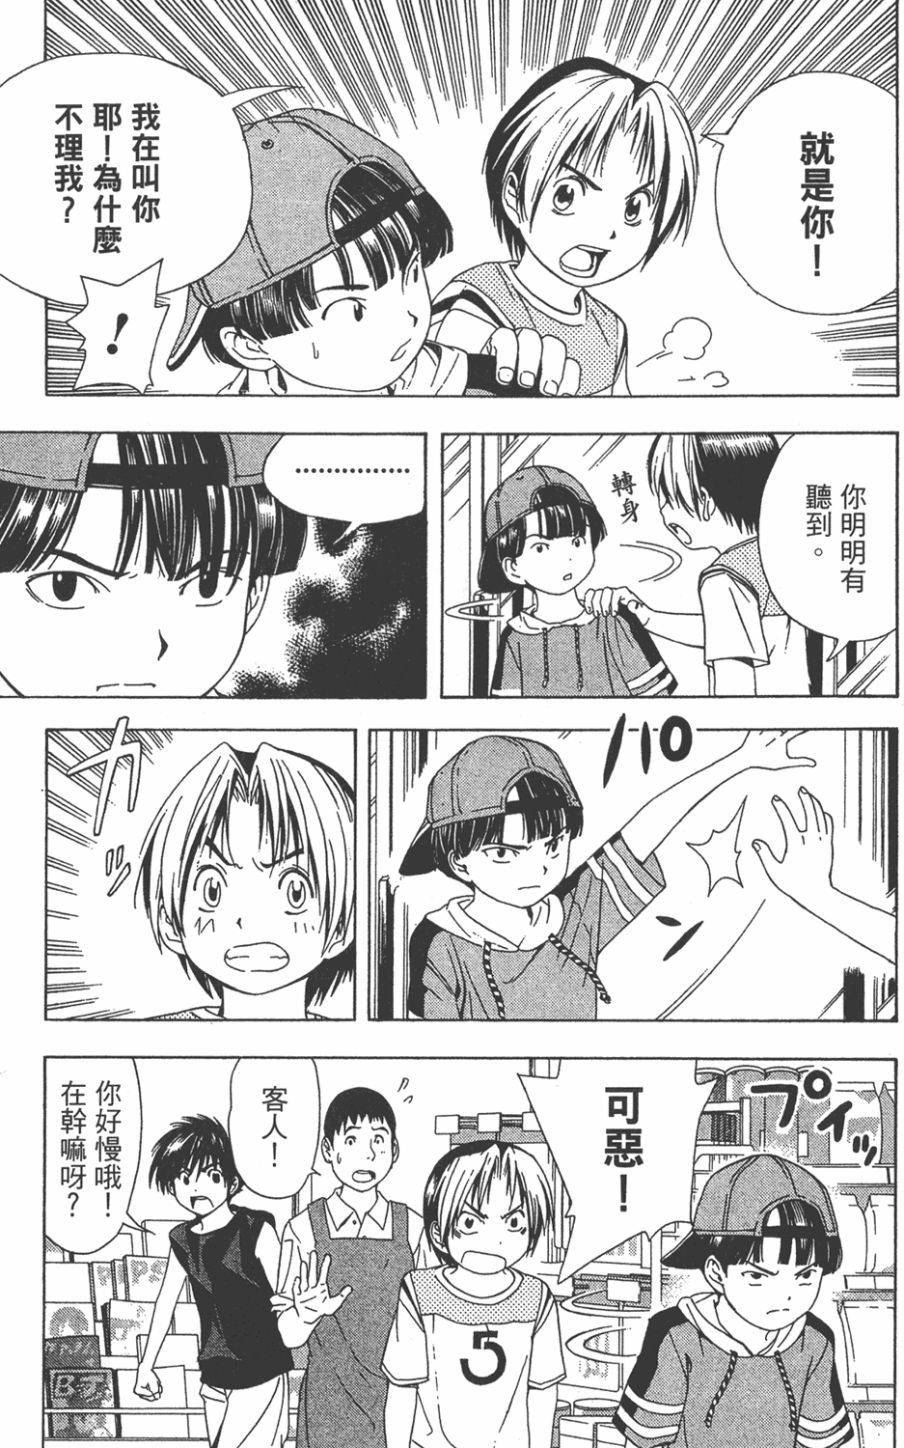 就是你！
我在叫你
耶！為什麼
不理我？
！
你明明有
聽到。
轉身
………………
パン
カッ
プイッ
可惡！
客人！
你好慢哦！
在幹嘛呀？
5